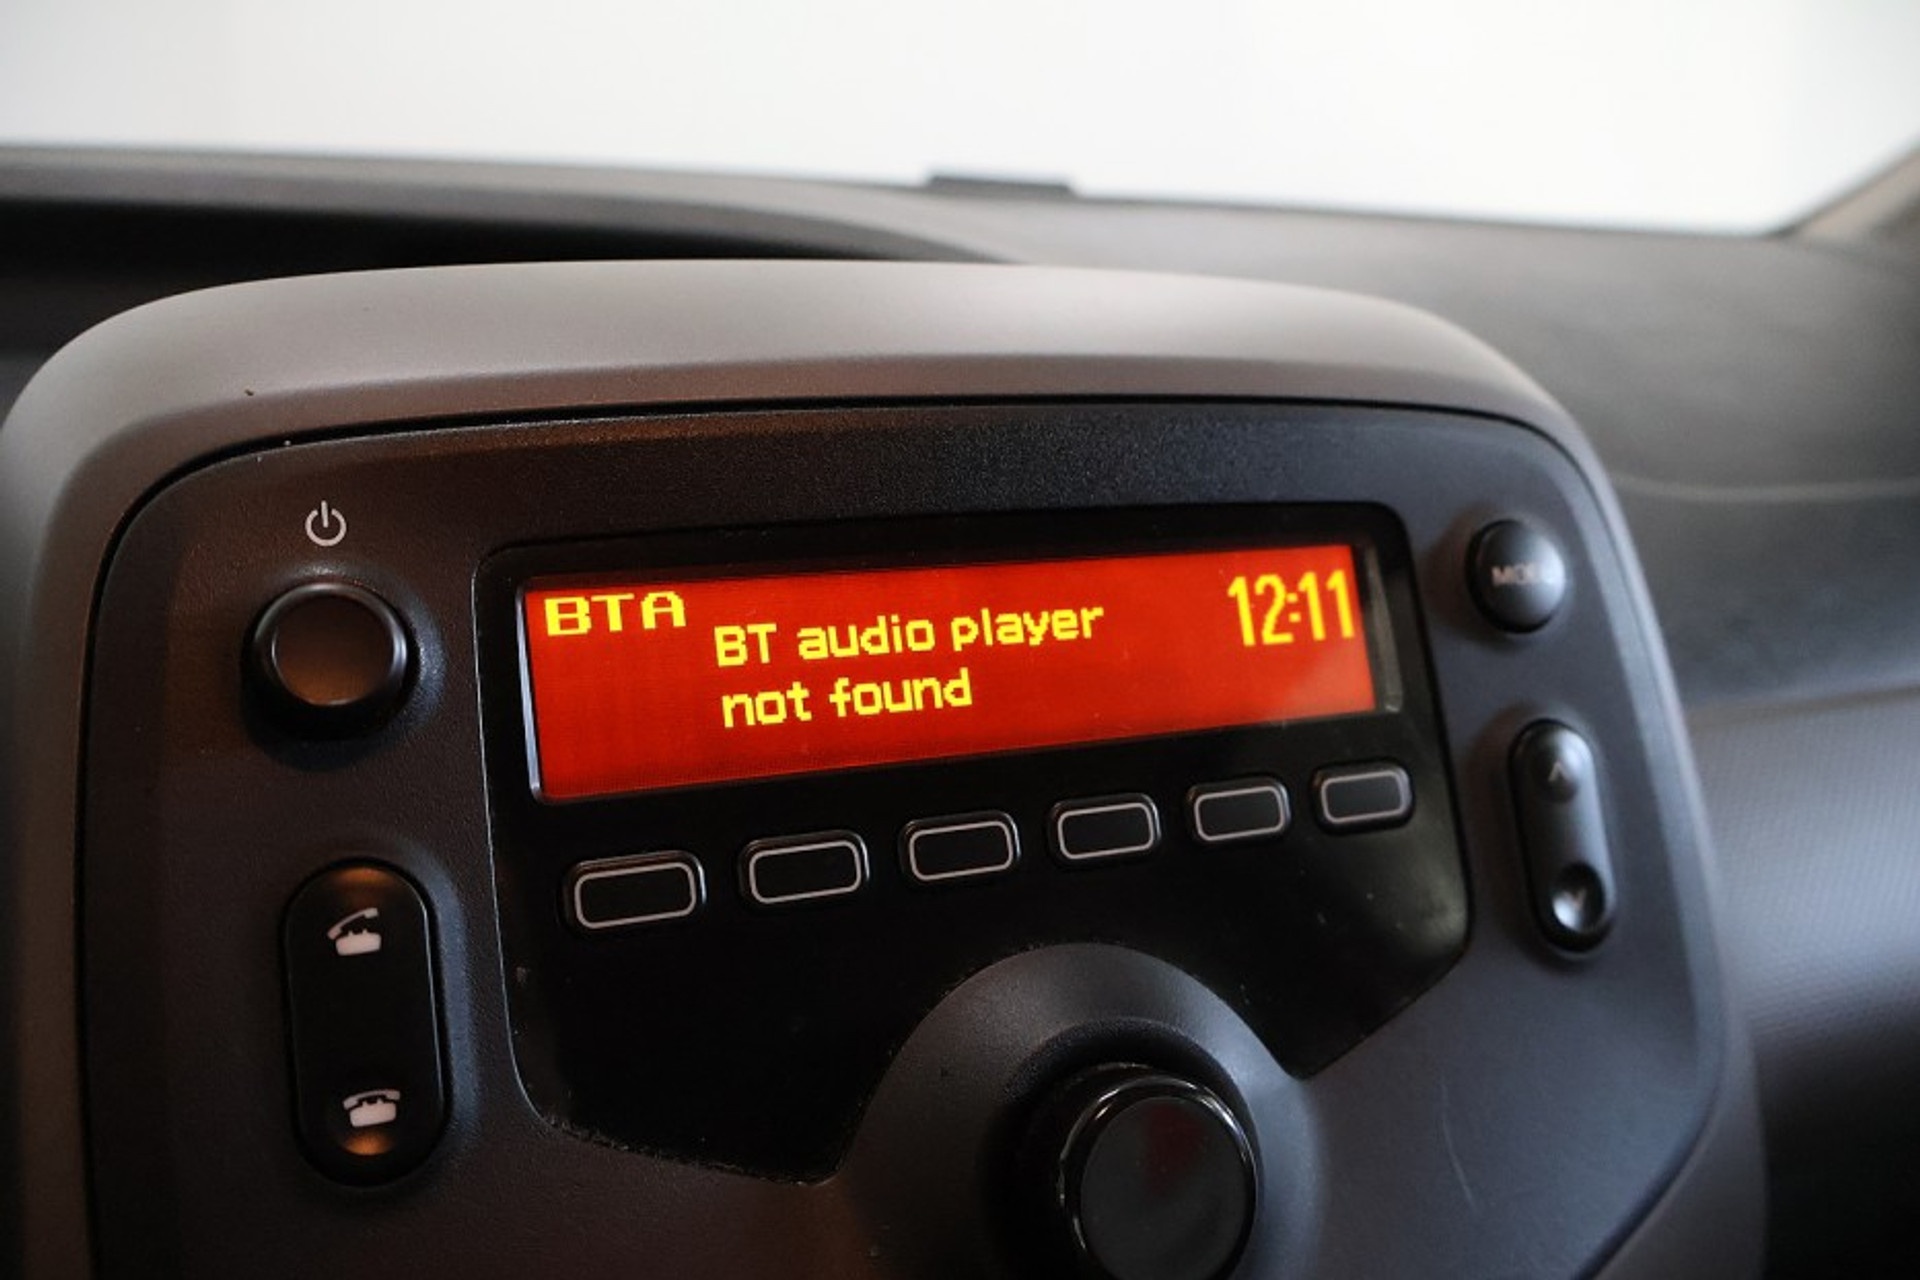 BTA
BT audio player
not found
12:11